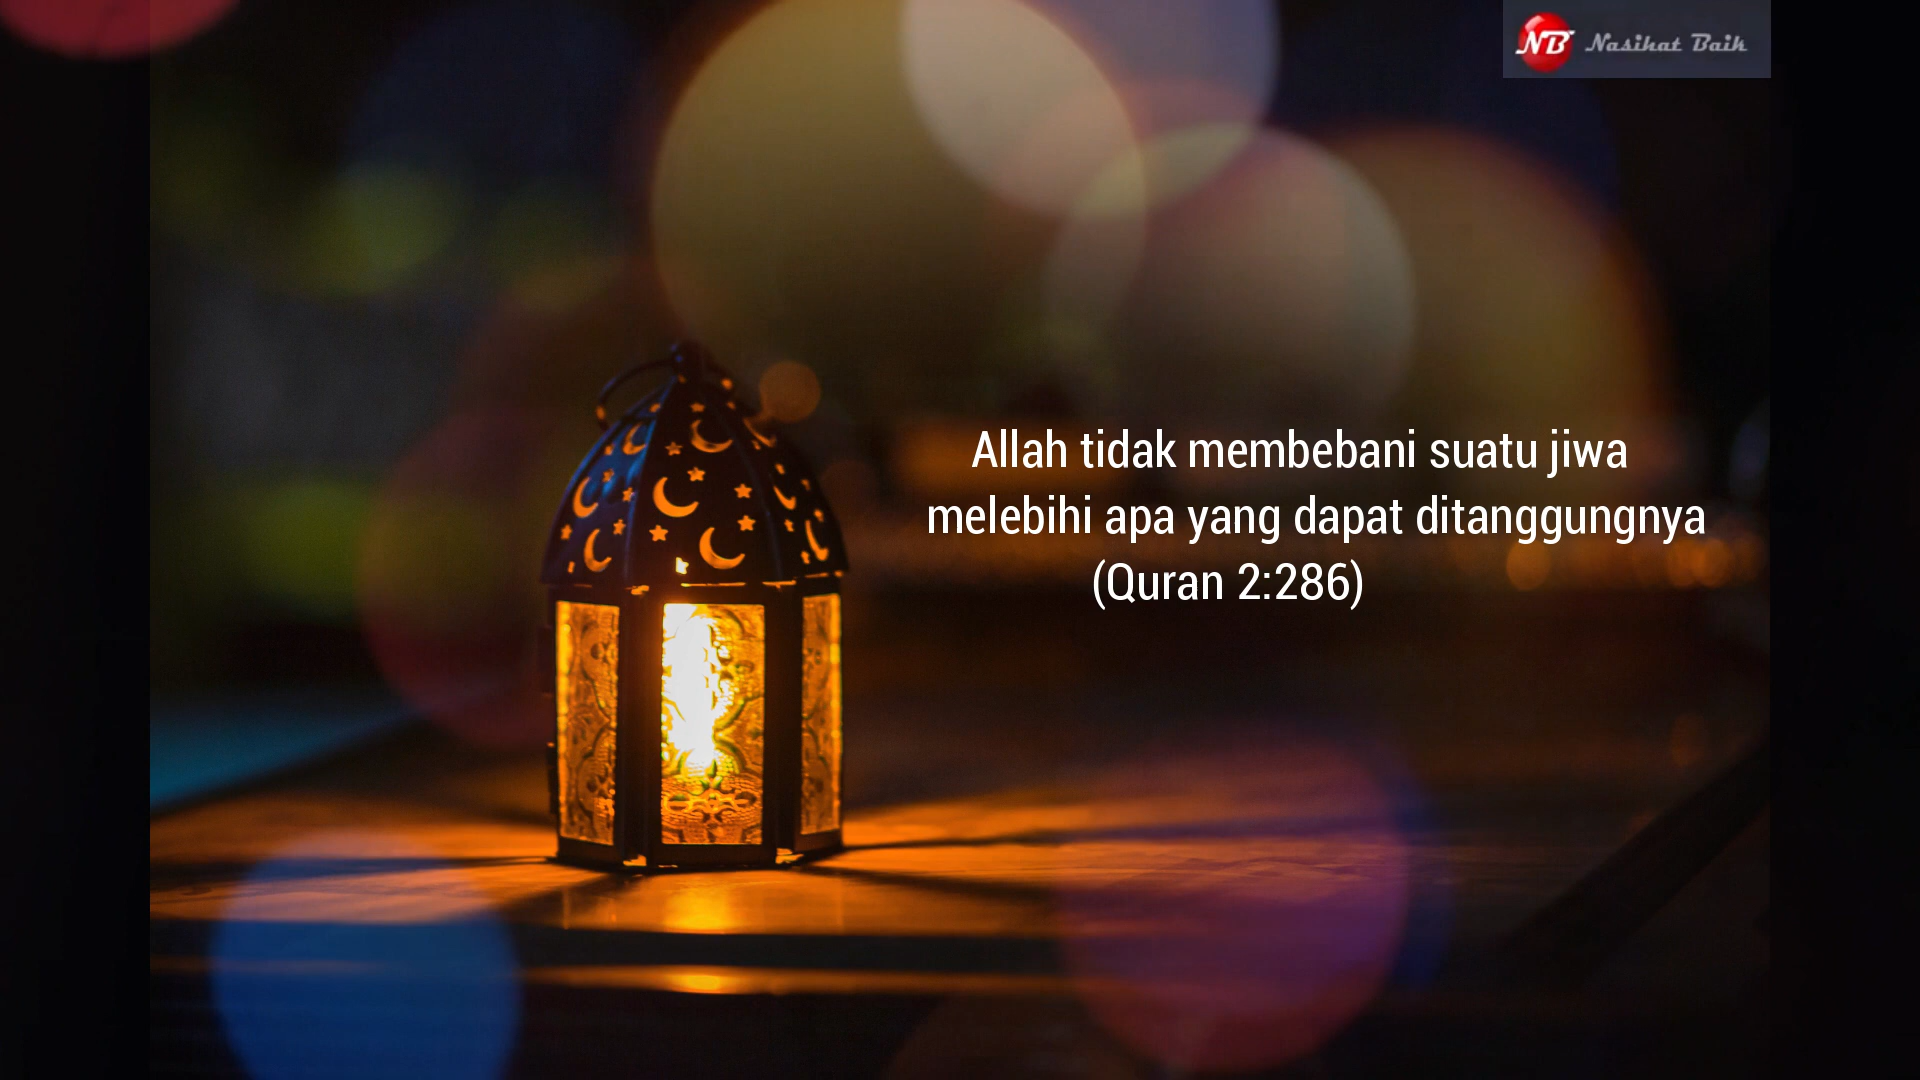 NB Nasihat Baik
Allah tidak membebani suatu jiwa
melebihi apa yang dapat ditanggungnya
(Quran 2:286)